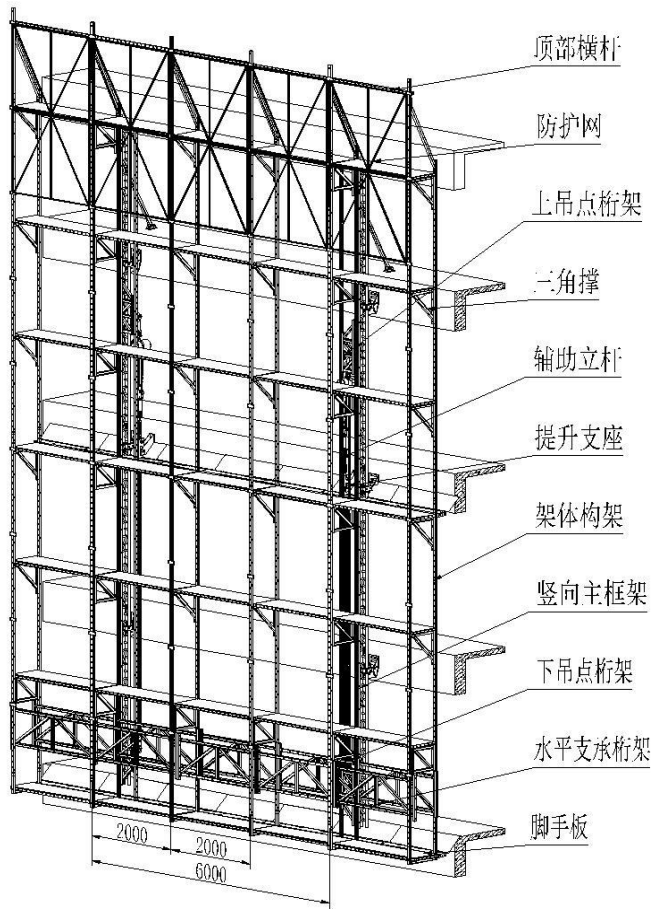 顶部横杆
防护网
上吊点桁架
三角撑
辅助立杆
提升支座
架体构架
竖向主框架
下吊点桁架
水平支承桁架
脚手板
2000
2000
6000